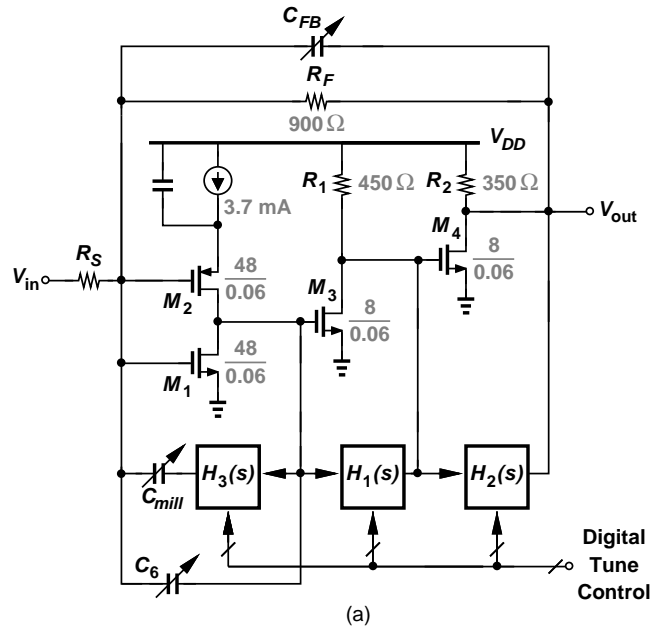 C_FB
R_F
900 Ω
V_DD
R_1
450 Ω
R_2
350 Ω
3.7 mA
V_out
M_4
8
0.06
R_S
V_in
48
0.06
M_2
M_3
8
0.06
48
0.06
M_1
H_3(s)
H_1(s)
H_2(s)
C_mill
C_6
Digital
Tune
Control
(a)